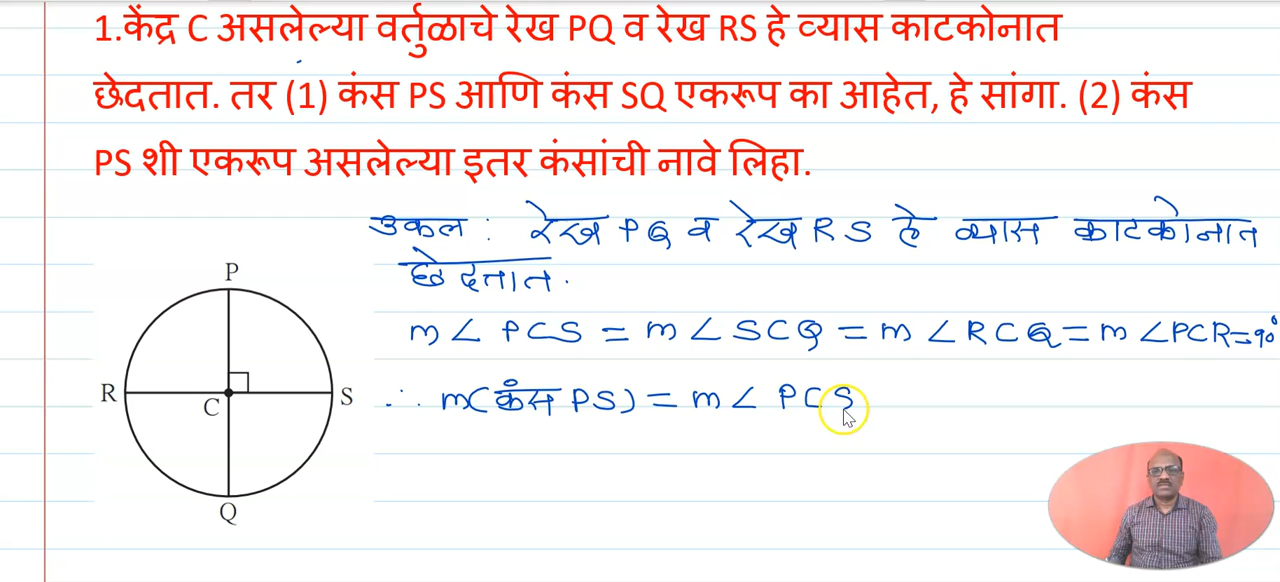 1.केंद्र C असलेल्या वर्तुळाचे रेख PQ व रेख RS हे व्यास काटकोनात
छेदतात. तर (1) कंस PS आणि कंस SQ एकरूप का आहेत, हे सांगा. (2) कंस
PS शी एकरूप असलेल्या इतर कंसांची नावे लिहा.
उकल : रेख PQ व रेख RS हे व्यास काटकोनात
छेदतात.
m∠ PCS = m∠SCQ = m∠RCQ = m∠PCR=९०°
∴ m(कंस PS) = m∠ PCS
P
R
C
S
Q